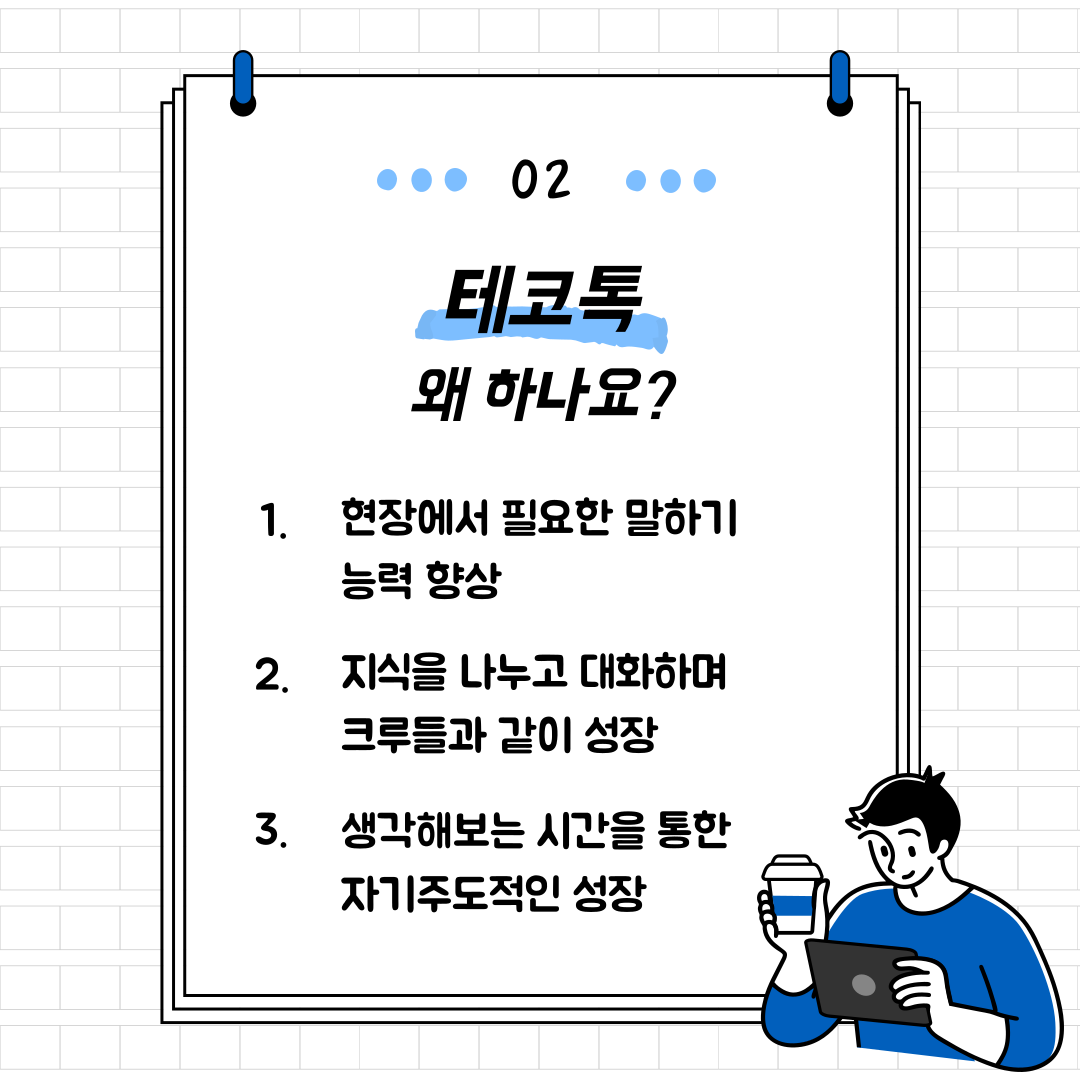 02
테코톡
왜 하나요?
1. 현장에서 필요한 말하기
능력 향상
2. 지식을 나누고 대화하며
크루들과 같이 성장
3. 생각해보는 시간을 통한
자기주도적인 성장